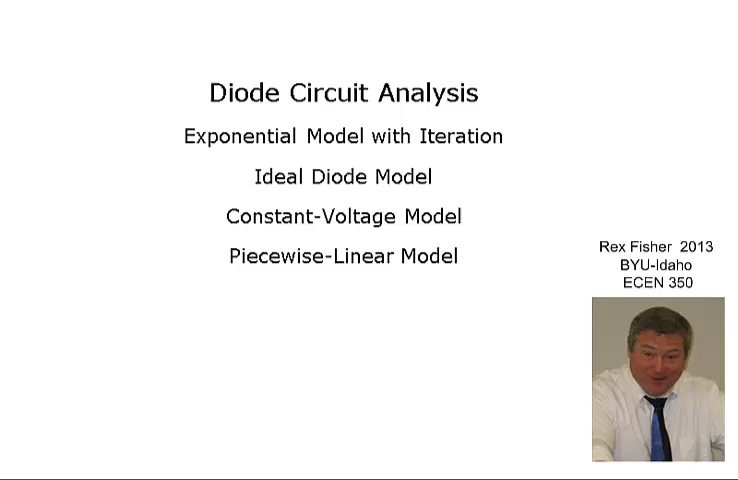 Diode Circuit Analysis
Exponential Model with Iteration
Ideal Diode Model
Constant-Voltage Model
Piecewise-Linear Model
Rex Fisher 2013
BYU-Idaho
ECEN 350